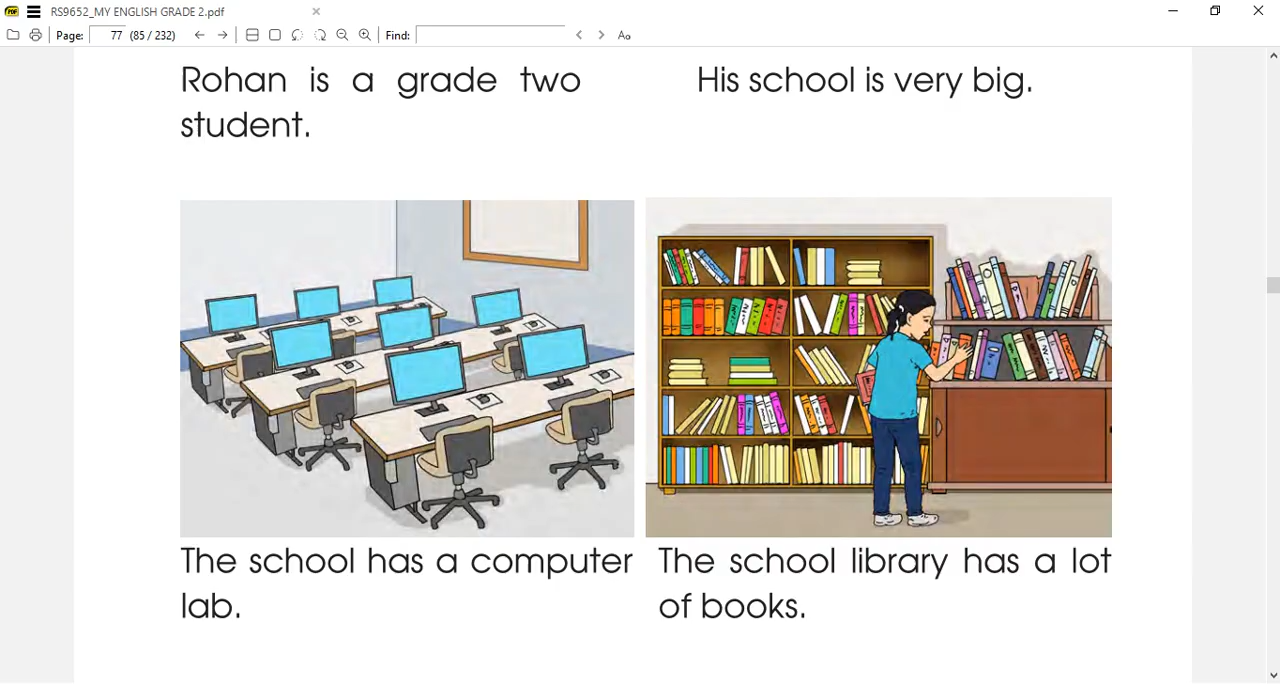 RS9652_MY ENGLISH GRADE 2.pdf
Page: 77 (85 / 232) Find: Aa
Rohan is a grade two
student.
His school is very big.
The school has a computer
lab.
The school library has a lot
of books.